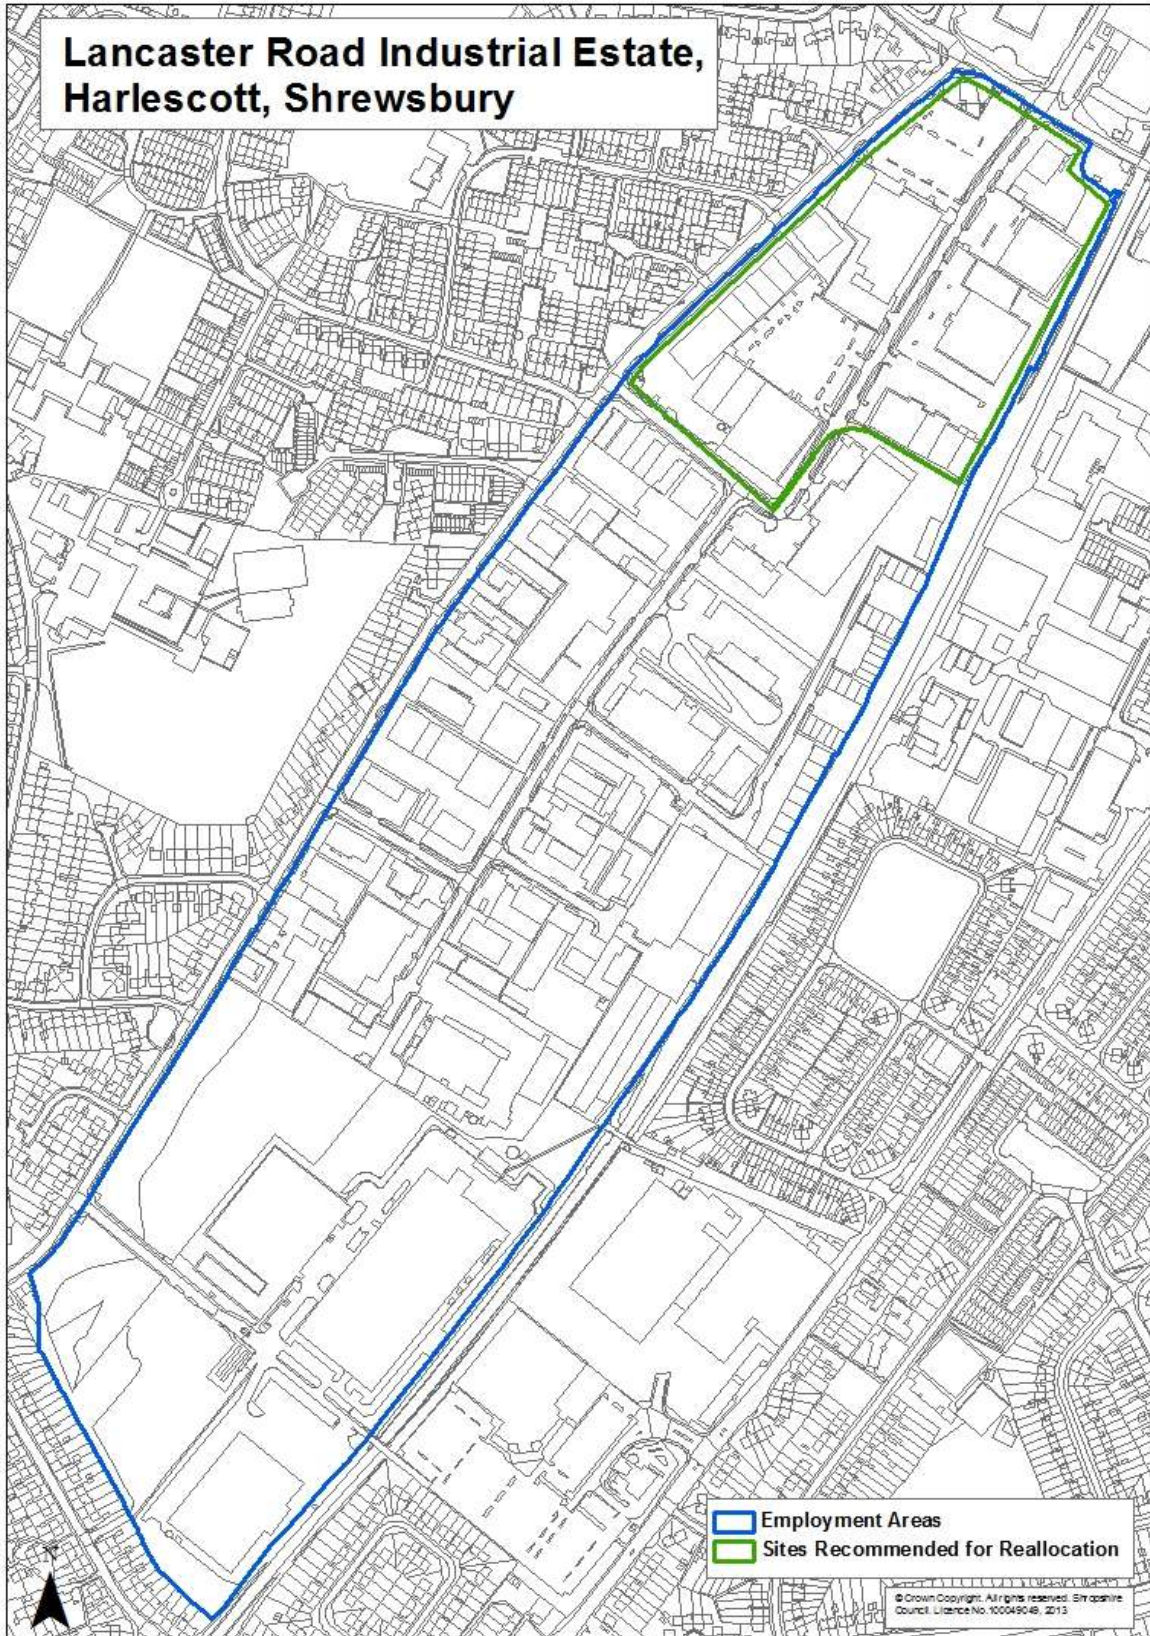 Lancaster Road Industrial Estate,
Harlescott, Shrewsbury
Employment Areas
Sites Recommended for Reallocation
© Crown Copyright. All rights reserved. Shropshire
Council. Licence No. 100049049, 2013